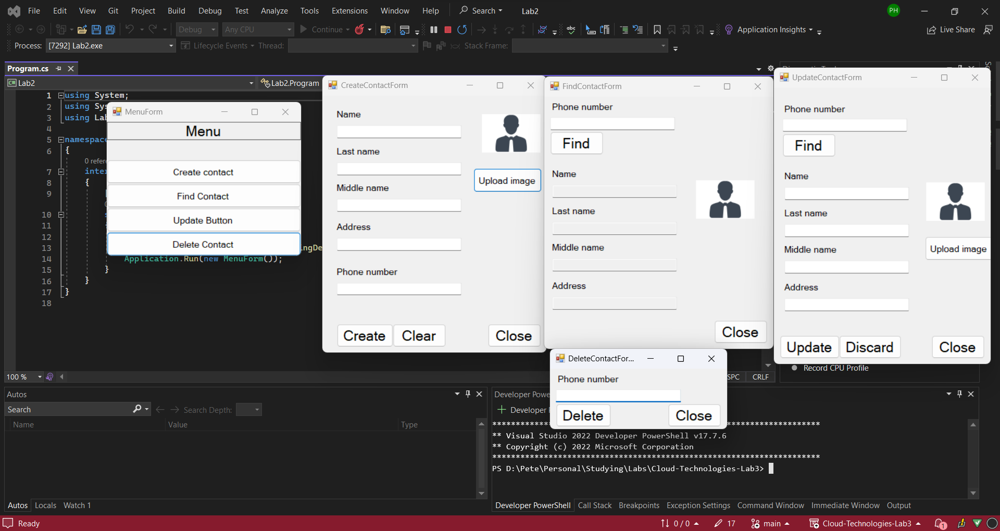 File Edit View Git Project Build Debug Test Analyze Tools Extensions Window Help Search Lab2 PH
Debug Any CPU Continue abc Application Insights Live Share
Process: [7292] Lab2.exe Lifecycle Events Thread: Stack Frame:
Program.cs
C# Lab2 Lab2.Program
1 using System;
2 using Sys
3 using Lab
4
5 namespace
6 {
0 refere
7 inter
8 {
9
10
11
12
13 ingDe
14 Application.Run(new MenuForm());
15 }
16 }
17 }
18
MenuForm
Menu
Create contact
Find Contact
Update Button
Delete Contact
CreateContactForm
Name
Last name
Middle name
Address
Phone number
Upload image
Create Clear Close
FindContactForm
Phone number
Find
Name
Last name
Middle name
Address
Close
UpdateContactForm
Phone number
Find
Name
Last name
Middle name
Address
Upload image
Update Discard Close
Record CPU Profile
DeleteContactFor...
Phone number
Delete Close
100 % SPC CRLF
Autos
Search Search Depth:
Name Value Type
Autos Locals Watch 1
Developer Powe
Developer
**********************************************************************
** Visual Studio 2022 Developer PowerShell v17.7.6
** Copyright (c) 2022 Microsoft Corporation
**********************************************************************
PS D:\Pete\Personal\Studying\Labs\Cloud-Technologies-Lab3>
Developer PowerShell Call Stack Breakpoints Exception Settings Command Window Immediate Window Output
Ready 0 / 0 17 main Cloud-Technologies-Lab3 1